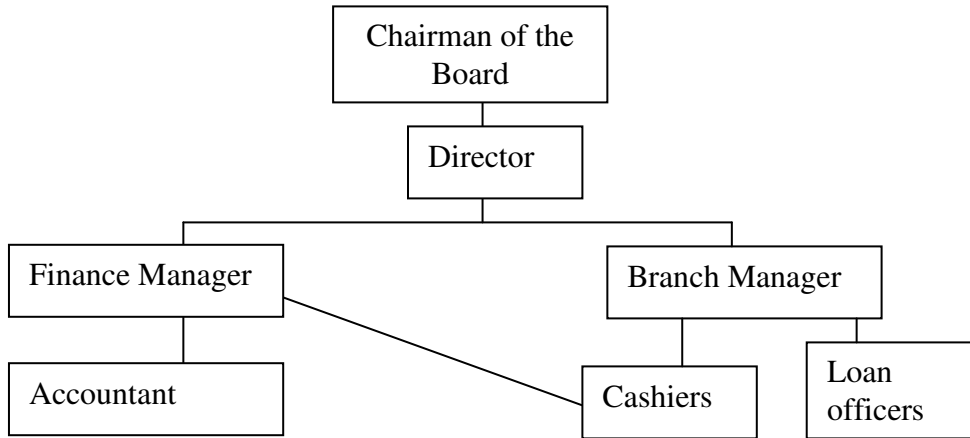 Chairman of the
Board
Director
Finance Manager
Branch Manager
Accountant
Cashiers
Loan
officers